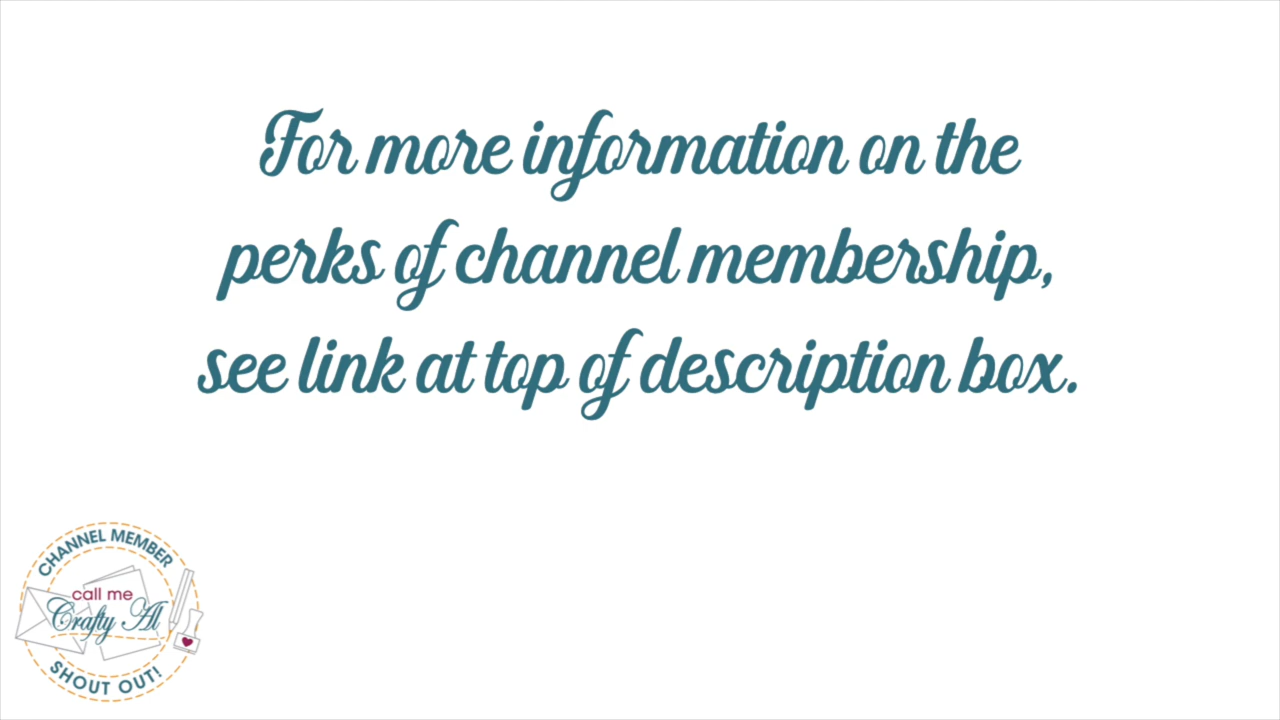 For more information on the
perks of channel membership,
see link at top of description box.
CHANNEL MEMBER
call me
Crafty Al
SHOUT OUT!